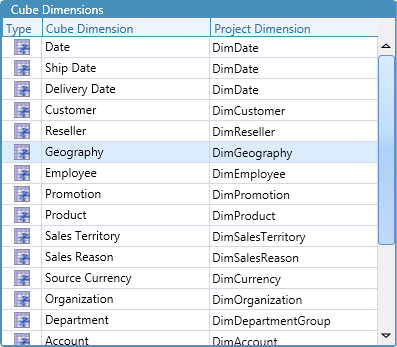 Cube Dimensions
Type Cube Dimension Project Dimension
Date DimDate
Ship Date DimDate
Delivery Date DimDate
Customer DimCustomer
Reseller DimReseller
Geography DimGeography
Employee DimEmployee
Promotion DimPromotion
Product DimProduct
Sales Territory DimSalesTerritory
Sales Reason DimSalesReason
Source Currency DimCurrency
Organization DimOrganization
Department DimDepartmentGroup
Account DimAccount